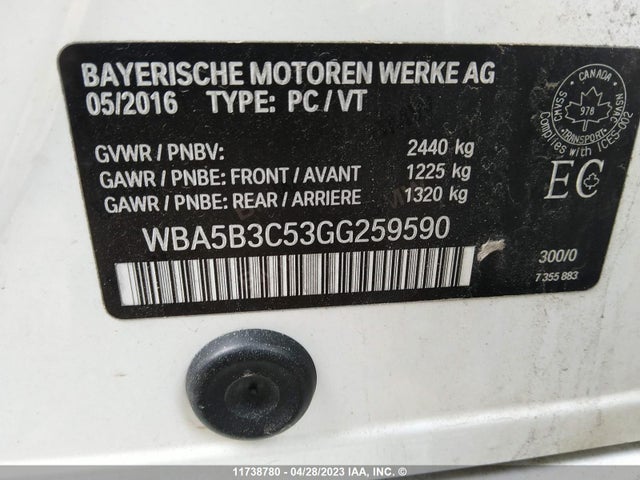 BAYERISCHE MOTOREN WERKE AG
05/2016 TYPE: PC / VT
GVWR / PNBV: 2440 kg
GAWR / PNBE: FRONT / AVANT 1225 kg
GAWR / PNBE: REAR / ARRIERE 1320 kg
WBA5B3C53GG259590
CANADA
CMVSS
NSVAC
978
TRANSPORT
Complies with ICES-002
EC
300/0
7 355 883
11738780 - 04/28/2023 IAA, INC. ©